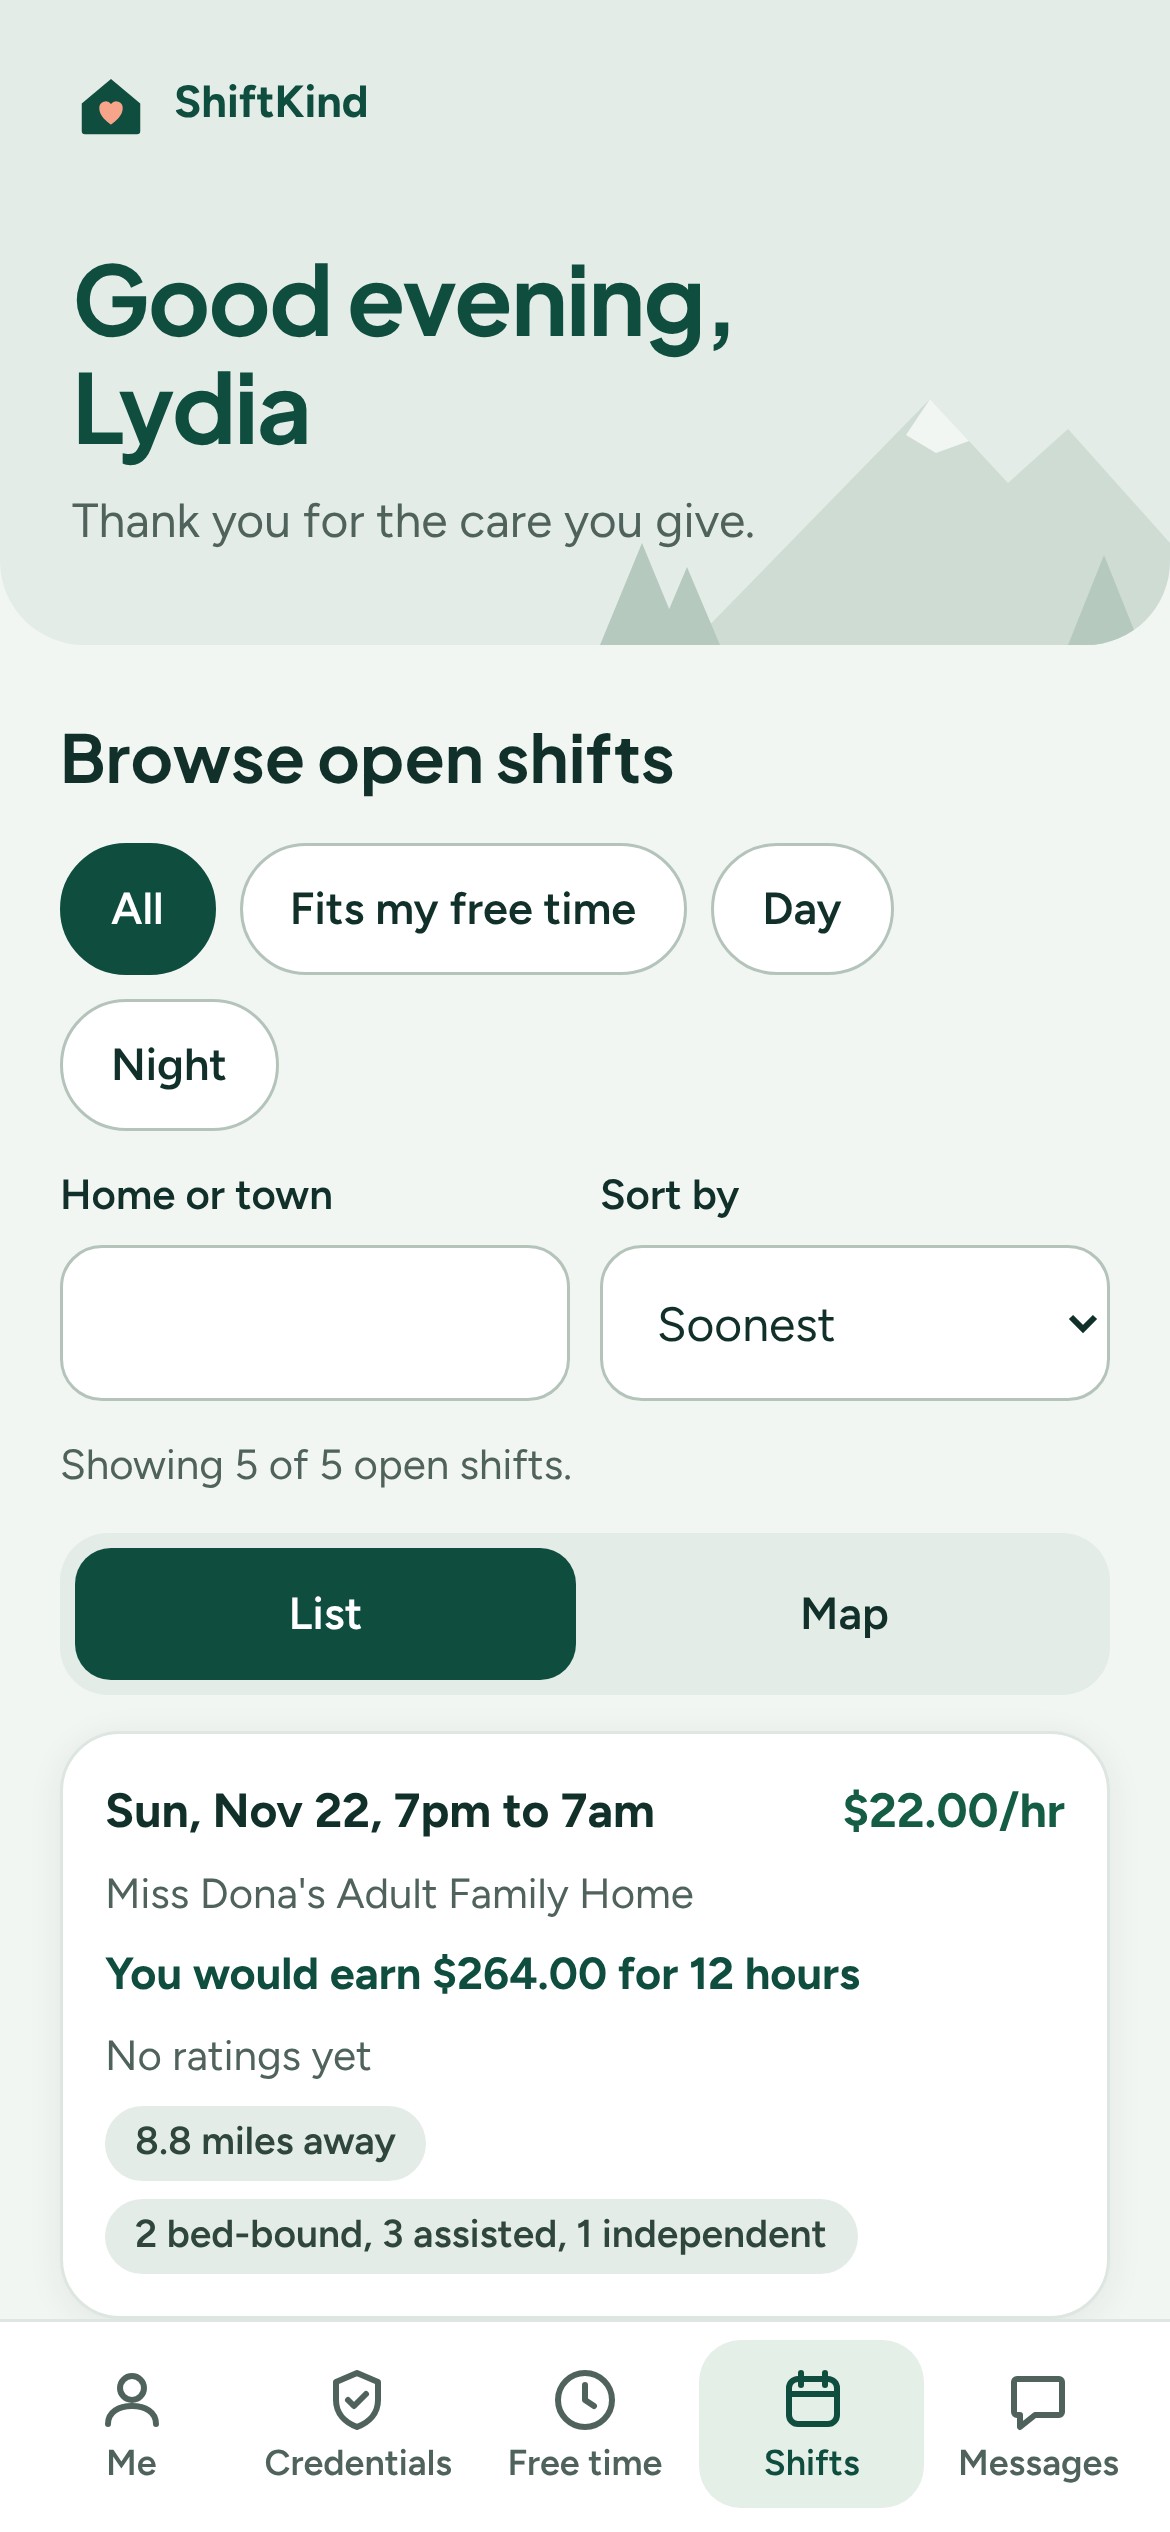 ShiftKind
Good evening,
Lydia
Thank you for the care you give.
Browse open shifts
All
Fits my free time
Day
Night
Home or town
Sort by
Soonest
Showing 5 of 5 open shifts.
List
Map
Sun, Nov 22, 7pm to 7am
$22.00/hr
Miss Dona's Adult Family Home
You would earn $264.00 for 12 hours
No ratings yet
8.8 miles away
2 bed-bound, 3 assisted, 1 independent
Me
Credentials
Free time
Shifts
Messages